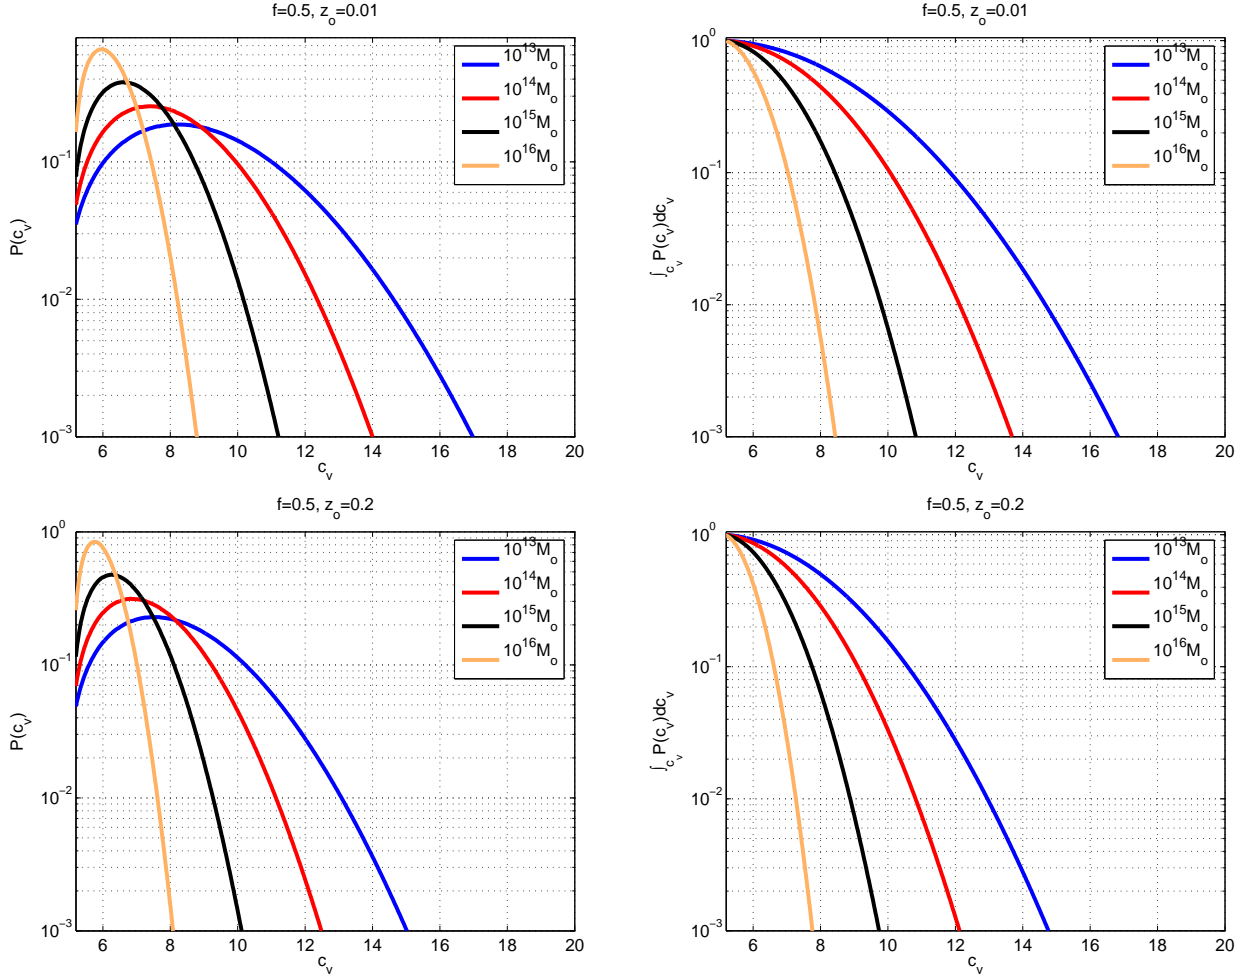 f=0.5, z_o=0.01
P(c_v)
10^0
10^-1
10^-2
10^-3
6 8 10 12 14 16 18 20
c_v
10^13M_o
10^14M_o
10^15M_o
10^16M_o
f=0.5, z_o=0.01
∫_c_v P(c_v)dc_v
10^0
10^-1
10^-2
10^-3
6 8 10 12 14 16 18 20
c_v
10^13M_o
10^14M_o
10^15M_o
10^16M_o
f=0.5, z_o=0.2
P(c_v)
10^0
10^-1
10^-2
10^-3
6 8 10 12 14 16 18 20
c_v
10^13M_o
10^14M_o
10^15M_o
10^16M_o
f=0.5, z_o=0.2
∫_c_v P(c_v)dc_v
10^0
10^-1
10^-2
10^-3
6 8 10 12 14 16 18 20
c_v
10^13M_o
10^14M_o
10^15M_o
10^16M_o